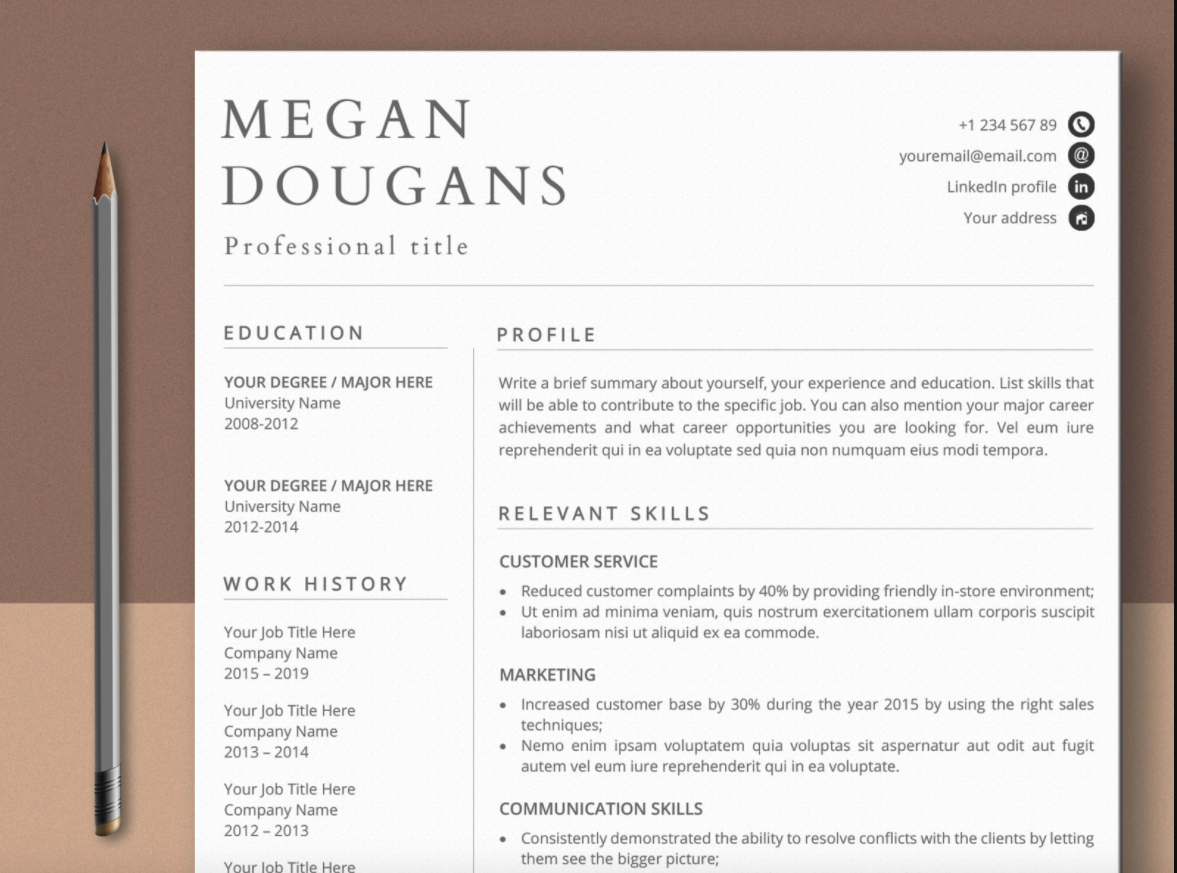 MEGAN
DOUGANS
Professional title
+1 234 567 89
youremail@email.com
LinkedIn profile
Your address
EDUCATION
YOUR DEGREE / MAJOR HERE
University Name
2008-2012
YOUR DEGREE / MAJOR HERE
University Name
2012-2014
WORK HISTORY
Your Job Title Here
Company Name
2015 – 2019
Your Job Title Here
Company Name
2013 – 2014
Your Job Title Here
Company Name
2012 – 2013
Your Job Title Here
PROFILE
Write a brief summary about yourself, your experience and education. List skills that
will be able to contribute to the specific job. You can also mention your major career
achievements and what career opportunities you are looking for. Vel eum iure
reprehenderit qui in ea voluptate sed quia non numquam eius modi tempora.
RELEVANT SKILLS
CUSTOMER SERVICE
• Reduced customer complaints by 40% by providing friendly in-store environment;
• Ut enim ad minima veniam, quis nostrum exercitationem ullam corporis suscipit
laboriosam nisi ut aliquid ex ea commode.
MARKETING
• Increased customer base by 30% during the year 2015 by using the right sales
techniques;
• Nemo enim ipsam voluptatem quia voluptas sit aspernatur aut odit aut fugit
autem vel eum iure reprehenderit qui in ea voluptate.
COMMUNICATION SKILLS
• Consistently demonstrated the ability to resolve conflicts with the clients by letting
them see the bigger picture;